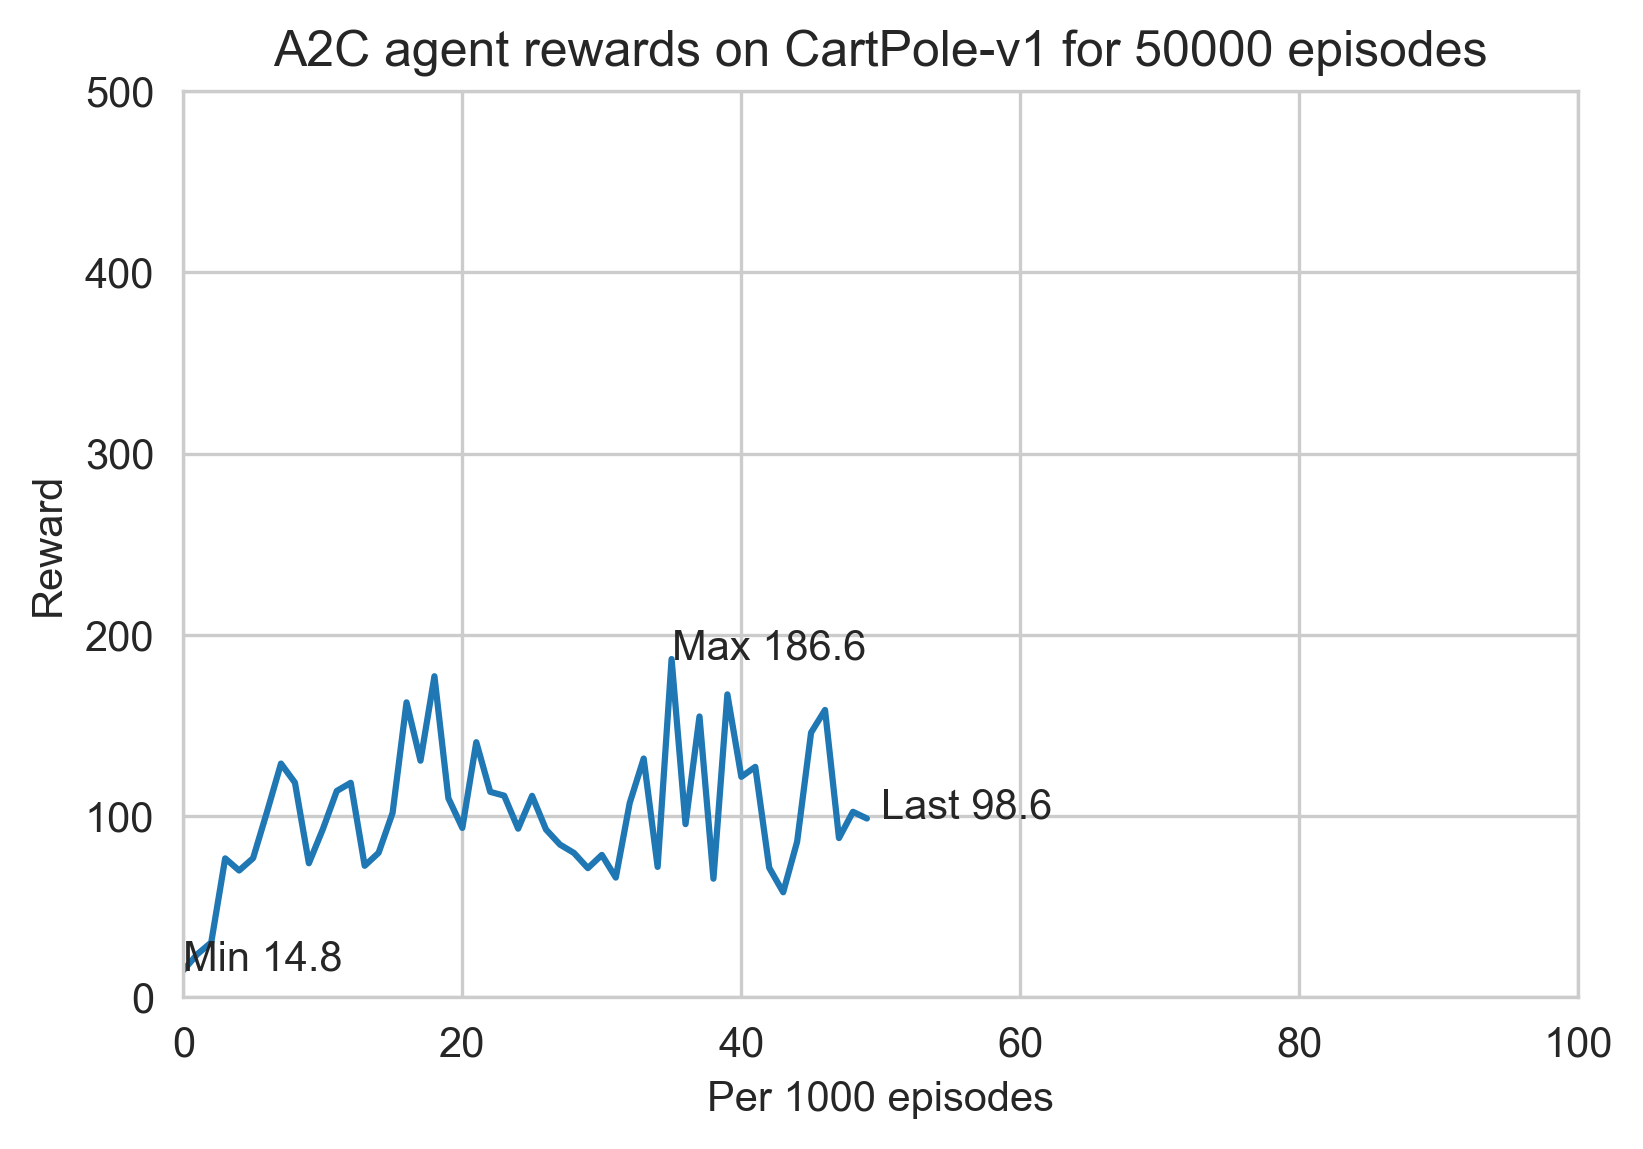 A2C agent rewards on CartPole-v1 for 50000 episodes
500
400
300
200
100
0
Reward
Max 186.6
Last 98.6
Min 14.8
0 20 40 60 80 100
Per 1000 episodes